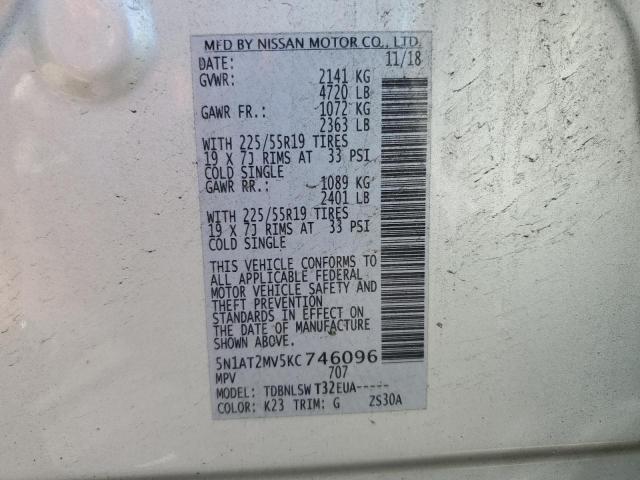 MFD BY NISSAN MOTOR CO., LTD.
DATE: 11/18
GVWR: 2141 KG
4720 LB
GAWR FR.: 1072 KG
2363 LB
WITH 225/55R19 TIRES
19 X 7J RIMS AT 33 PSI
COLD SINGLE
GAWR RR.: 1089 KG
2401 LB
WITH 225/55R19 TIRES
19 X 7J RIMS AT 33 PSI
COLD SINGLE
THIS VEHICLE CONFORMS TO
ALL APPLICABLE FEDERAL
MOTOR VEHICLE SAFETY AND
THEFT PREVENTION
STANDARDS IN EFFECT ON
THE DATE OF MANUFACTURE
SHOWN ABOVE.
5N1AT2MV5KC746096
MPV 707
MODEL: TDBNLSW T32EUA-----
COLOR: K23 TRIM: G ZS30A